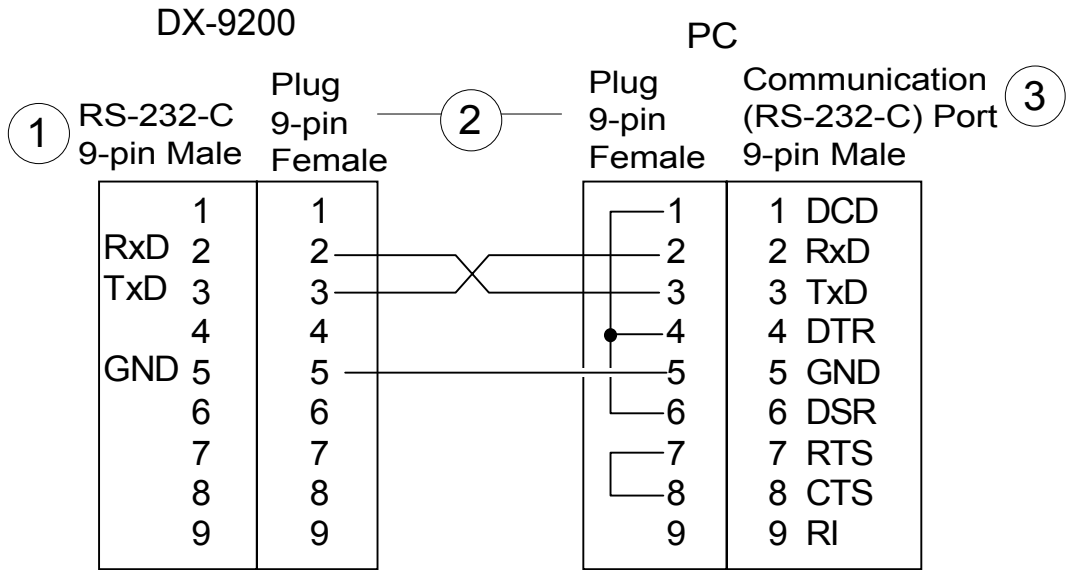 DX-9200
PC
1
RS-232-C
9-pin Male
Plug
9-pin
Female
2
Plug
9-pin
Female
Communication
(RS-232-C) Port
9-pin Male
3
1 1 1 1 DCD
RxD 2 2 2 2 RxD
TxD 3 3 3 3 TxD
4 4 4 4 DTR
GND 5 5 5 5 GND
6 6 6 6 DSR
7 7 7 7 RTS
8 8 8 8 CTS
9 9 9 9 RI